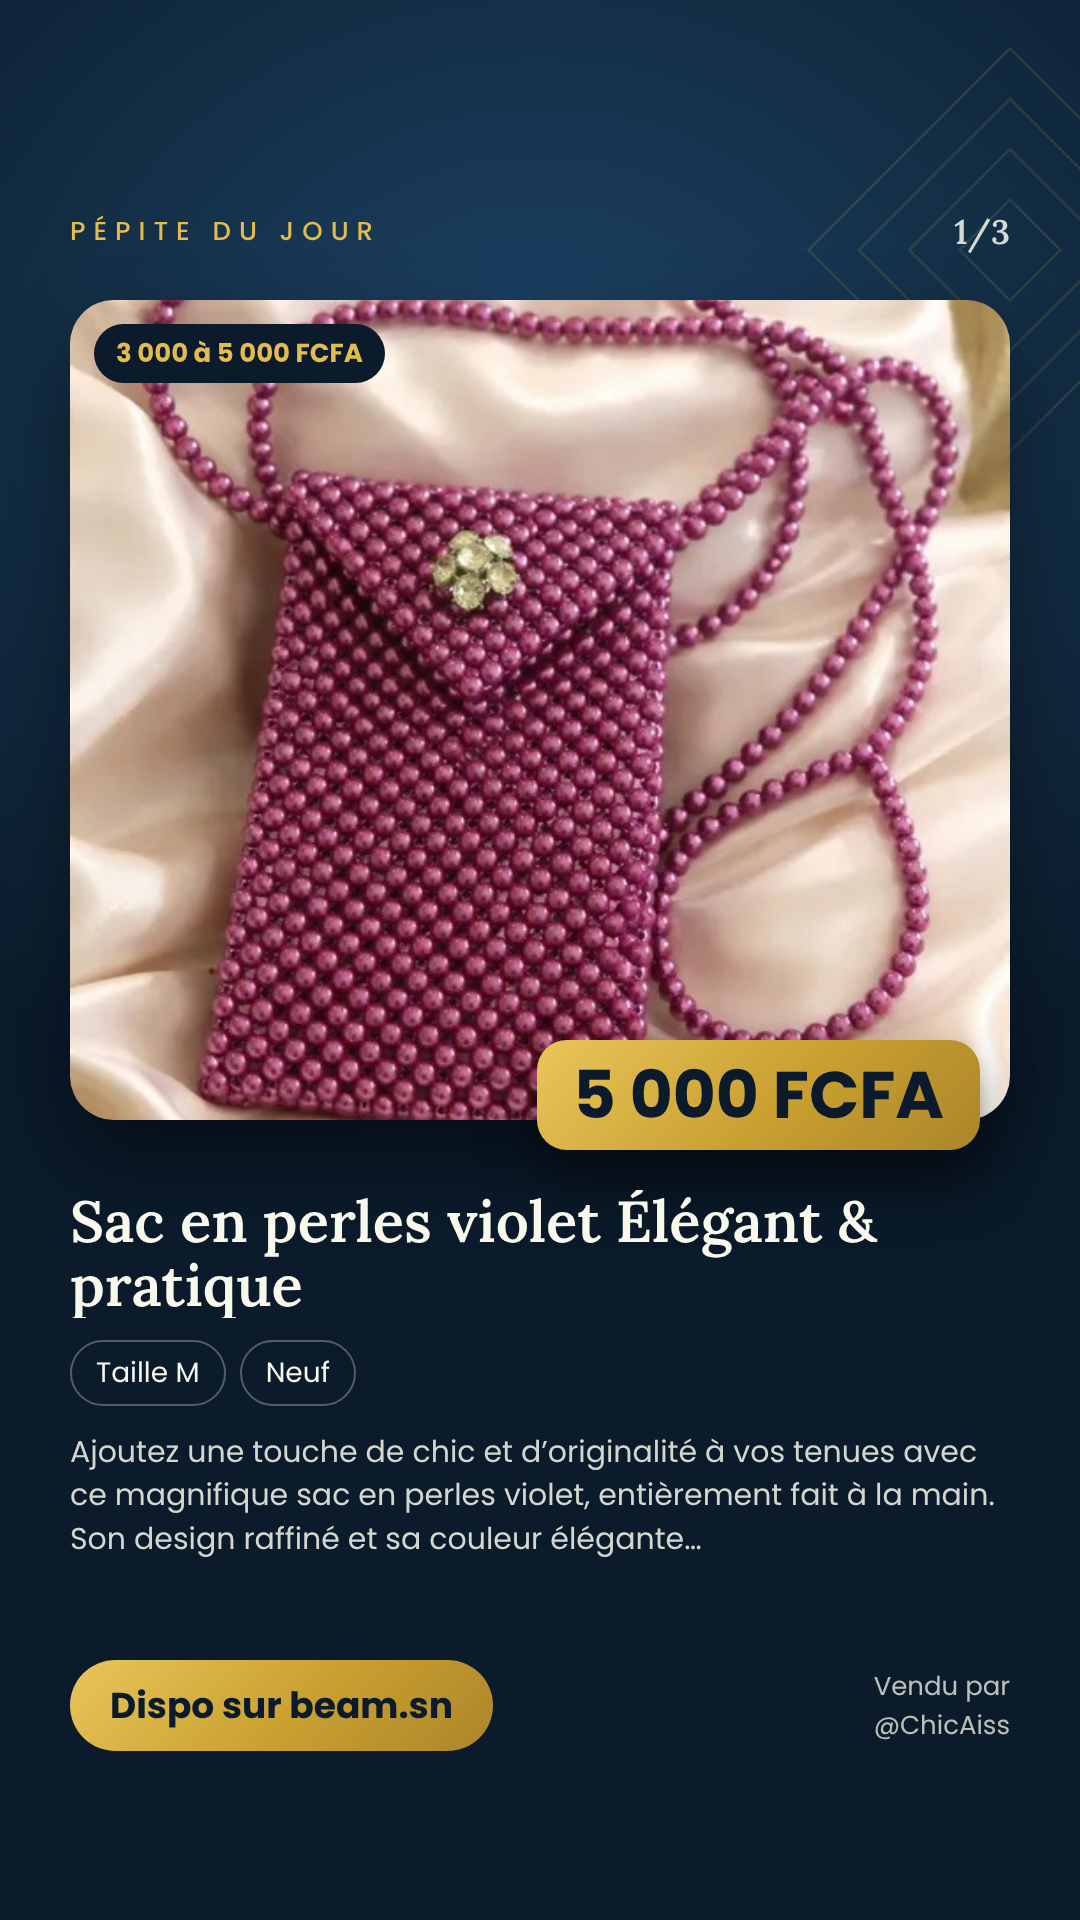 PÉPITE DU JOUR
1/3
3 000 à 5 000 FCFA
5 000 FCFA
Sac en perles violet Élégant &
pratique
Taille M
Neuf
Ajoutez une touche de chic et d’originalité à vos tenues avec
ce magnifique sac en perles violet, entièrement fait à la main.
Son design raffiné et sa couleur élégante…
Dispo sur beam.sn
Vendu par
@ChicAiss